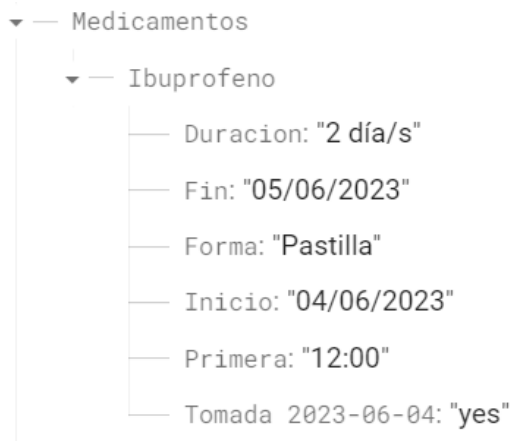 Medicamentos
Ibuprofeno
Duracion: "2 día/s"
Fin: "05/06/2023"
Forma: "Pastilla"
Inicio: "04/06/2023"
Primera: "12:00"
Tomada 2023-06-04: "yes"